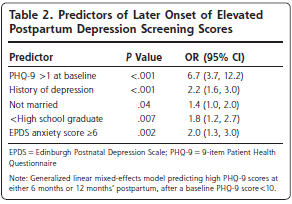 Table 2. Predictors of Later Onset of Elevated
Postpartum Depression Screening Scores
Predictor P Value OR (95% CI)
PHQ-9 >1 at baseline <.001 6.7 (3.7, 12.2)
History of depression <.001 2.2 (1.6, 3.0)
Not married .04 1.4 (1.0, 2.0)
<High school graduate .007 1.8 (1.2, 2.7)
EPDS anxiety score ≥6 .002 2.0 (1.3, 3.0)
EPDS = Edinburgh Postnatal Depression Scale; PHQ-9 = 9-item Patient Health
Questionnaire
Note: Generalized linear mixed-effects model predicting high PHQ-9 scores at
either 6 months or 12 months' postpartum, after a baseline PHQ-9 score<10.